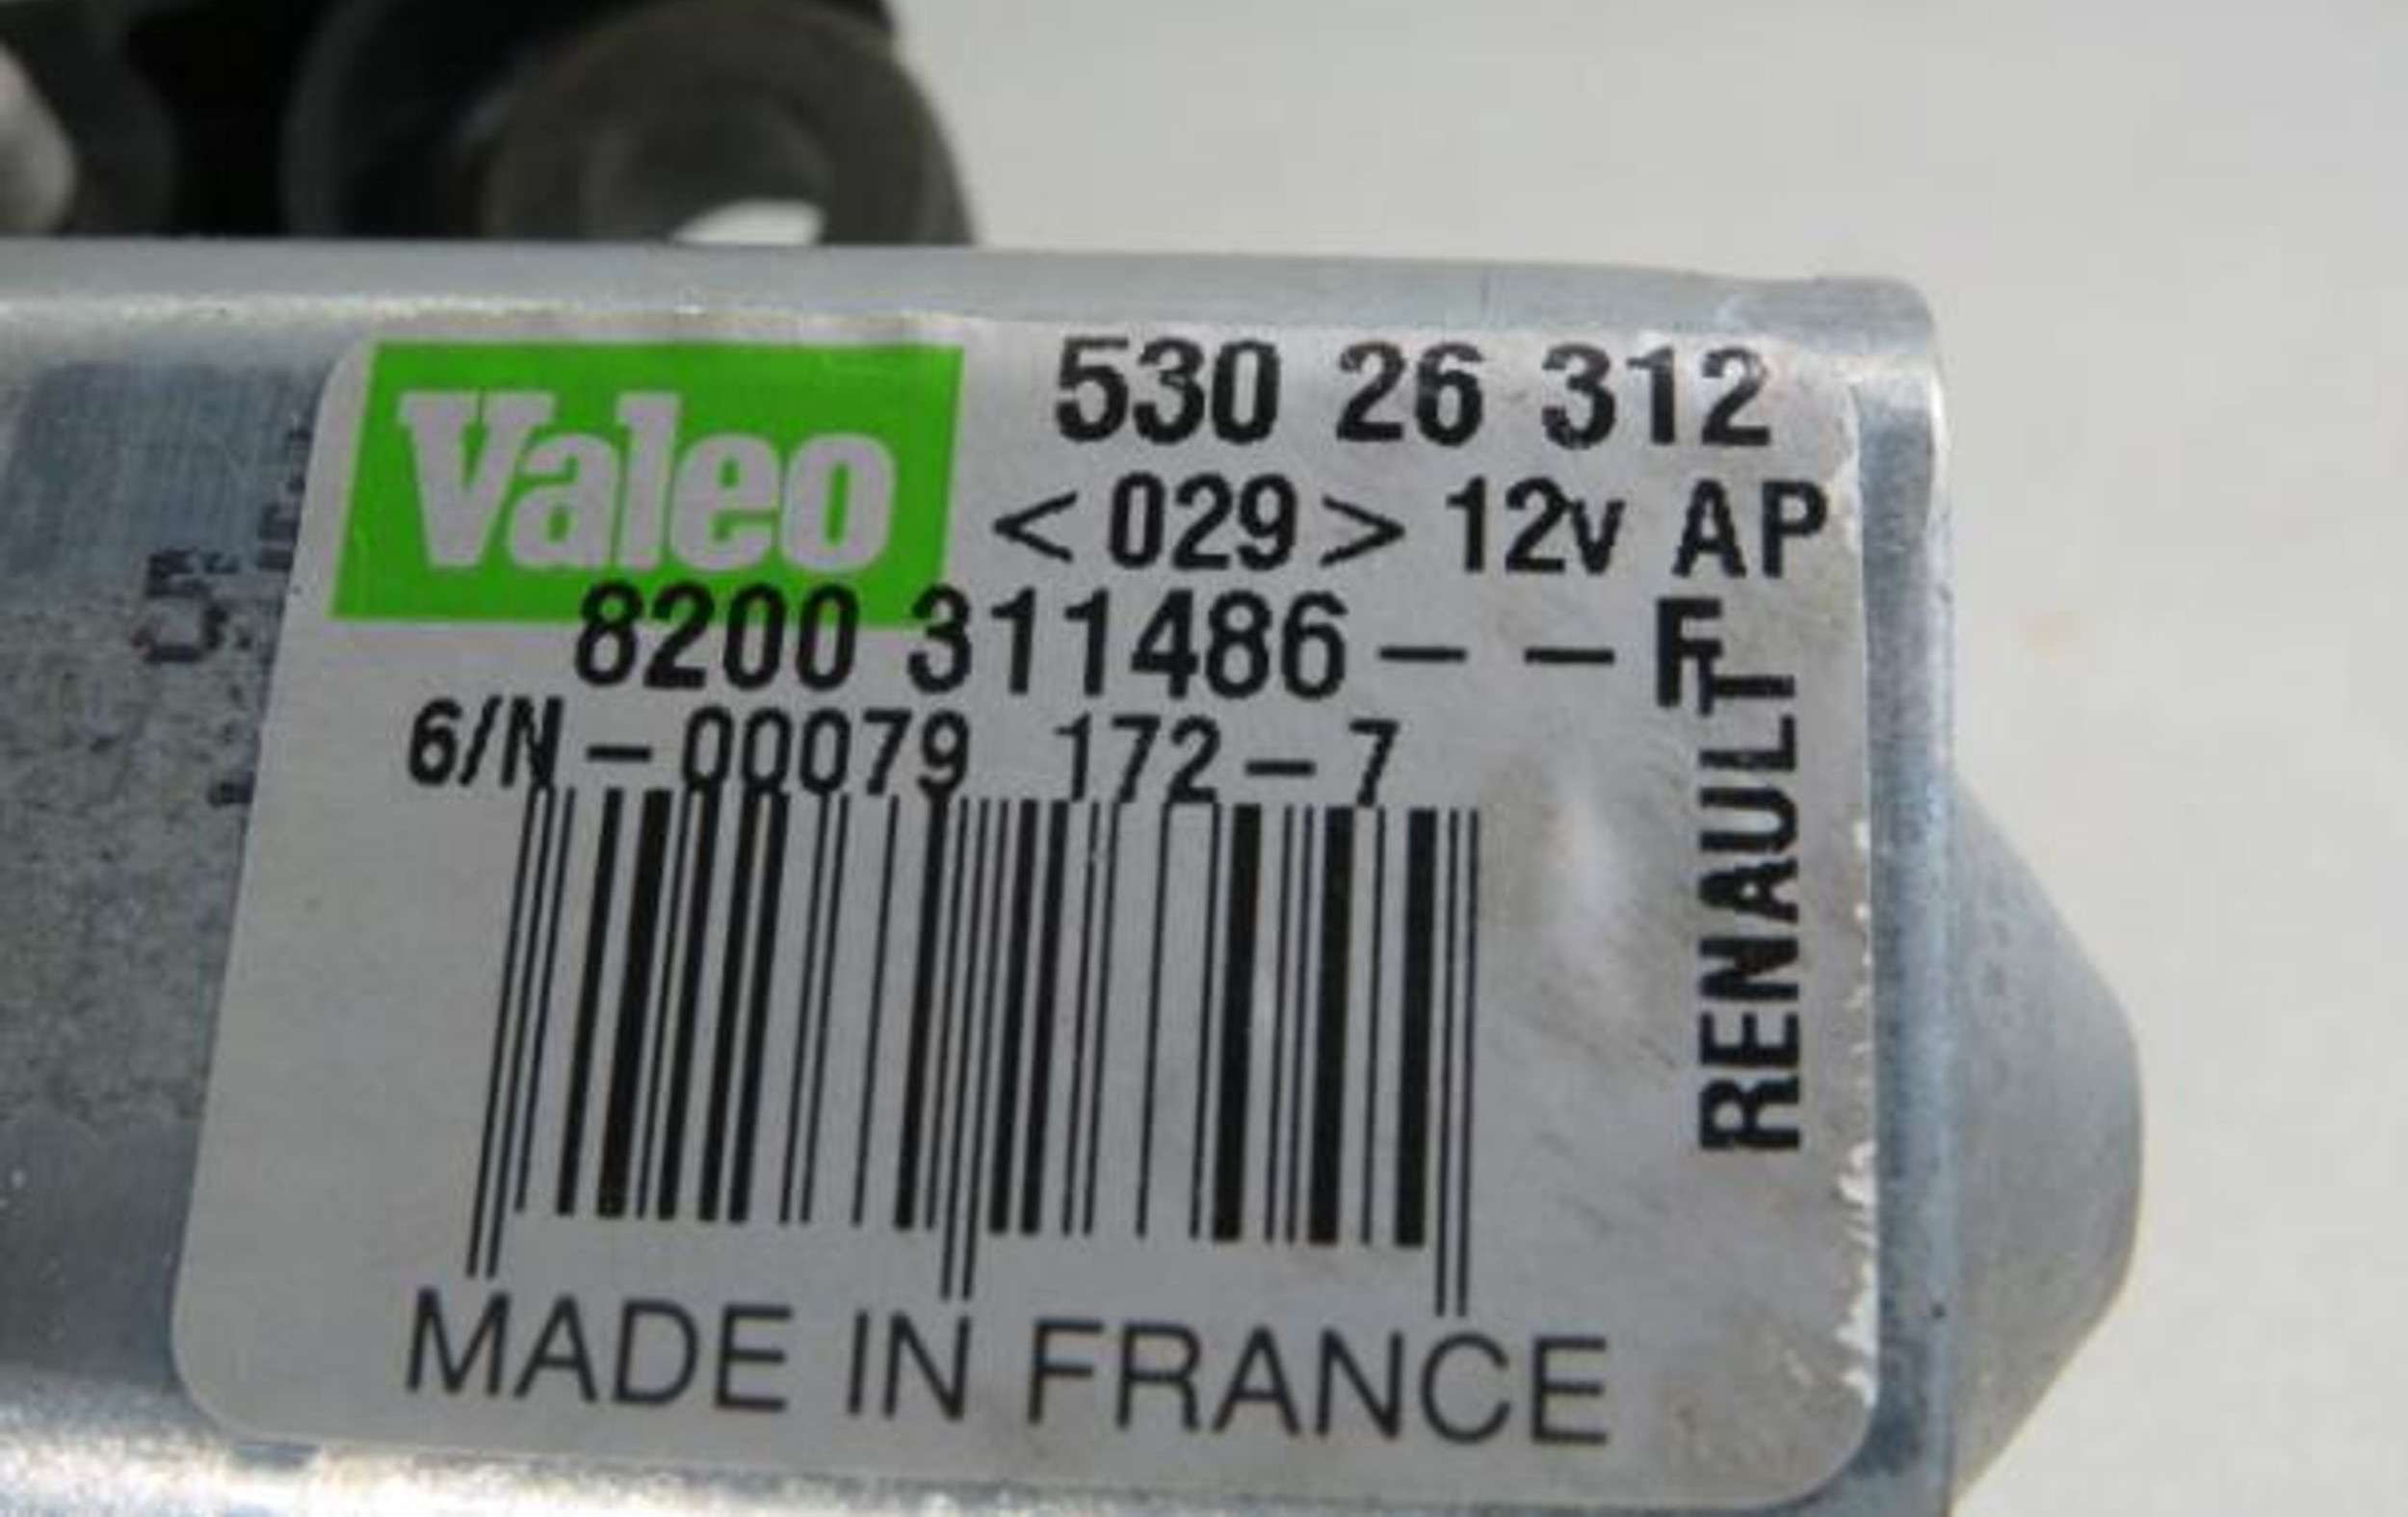 Valeo
530 26 312
<029> 12v AP
8200 311486 – – F
6/N – 00079 172 – 7
RENAULT
MADE IN FRANCE